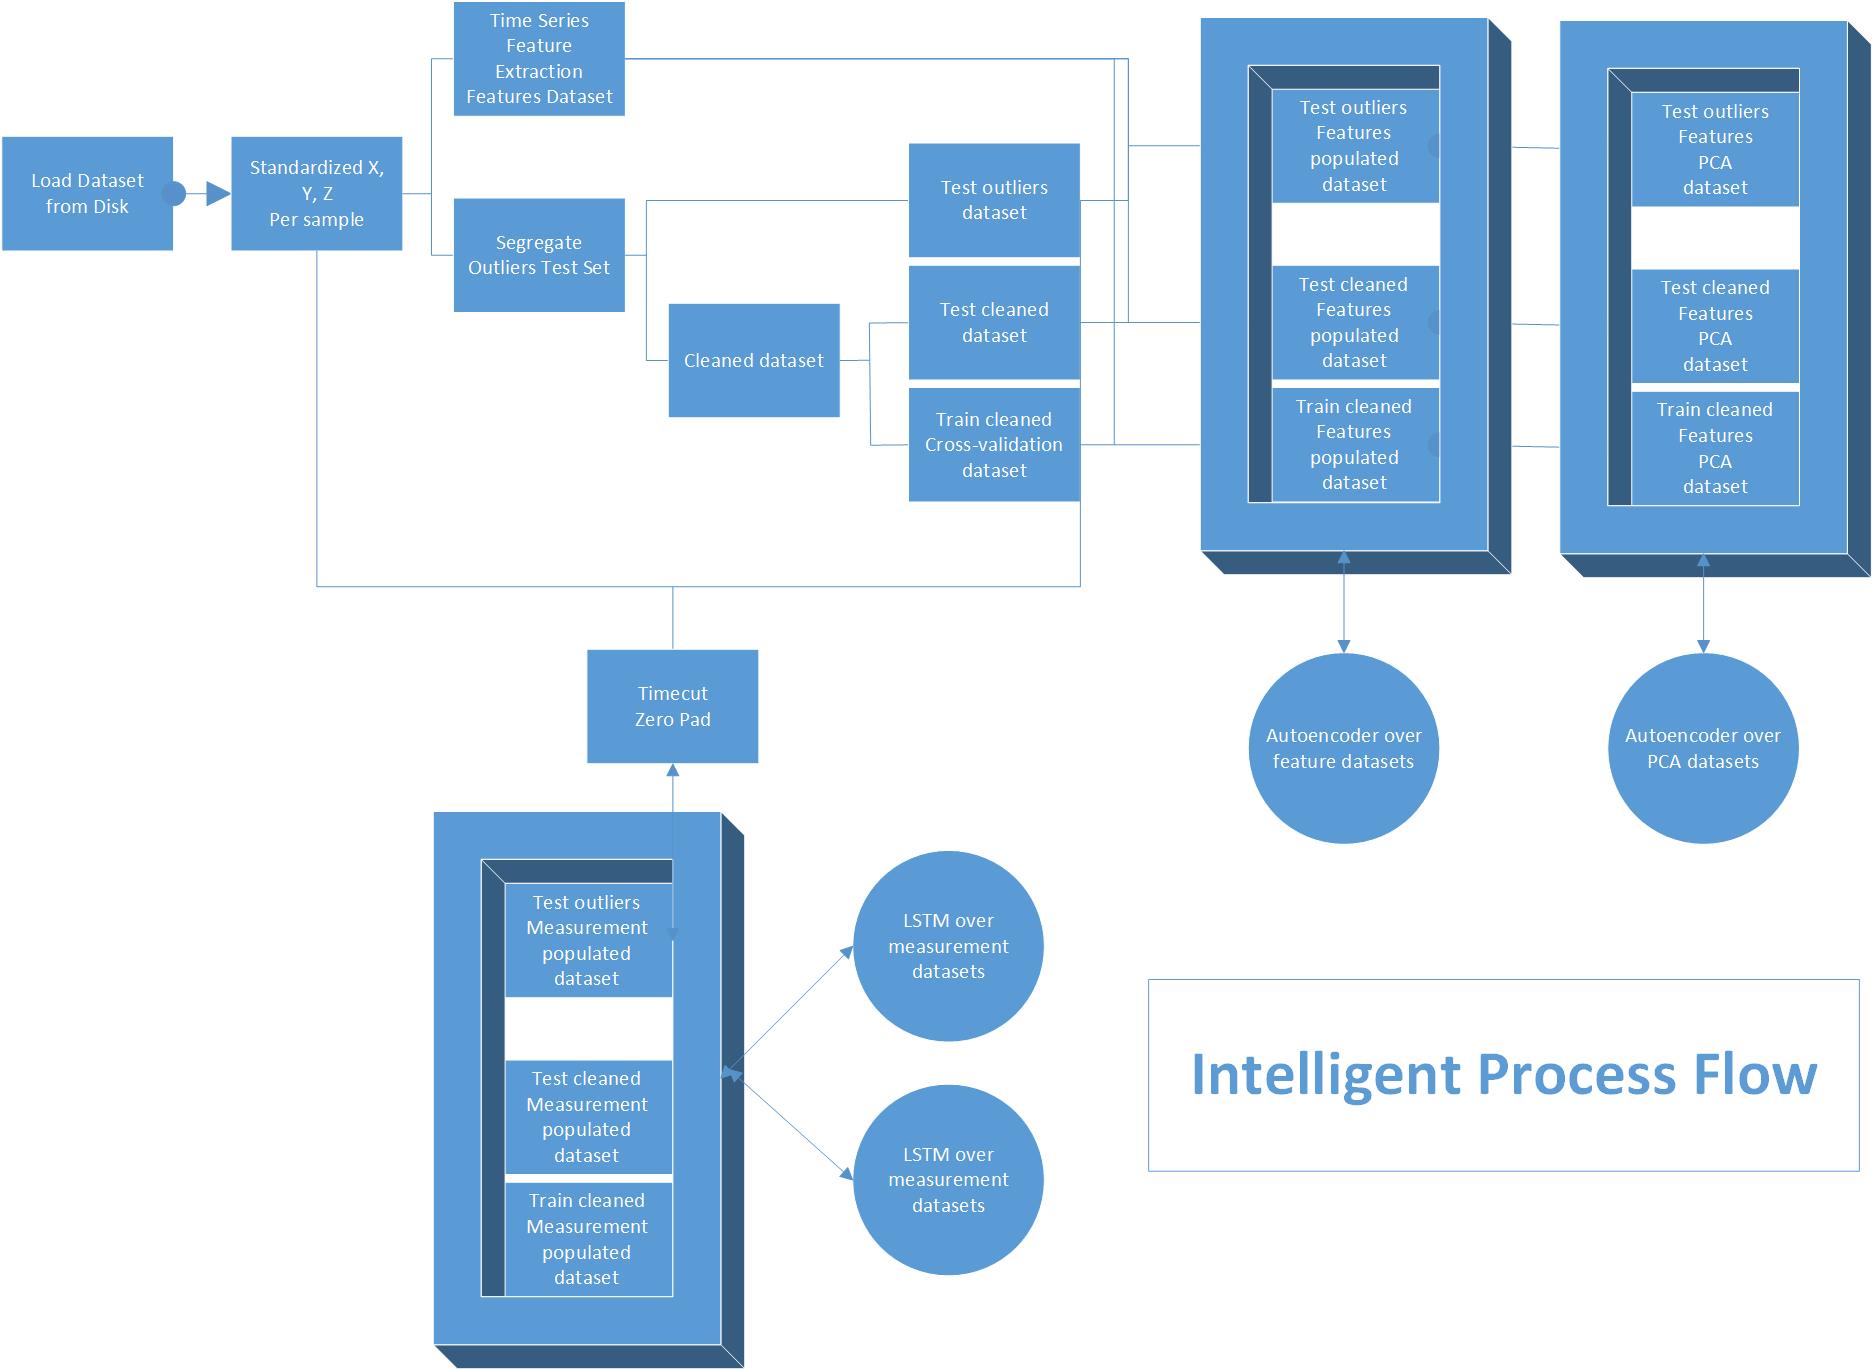 Time Series
Feature
Extraction
Features Dataset
Load Dataset
from Disk
Standardized X,
Y, Z
Per sample
Segregate
Outliers Test Set
Cleaned dataset
Test outliers
dataset
Test cleaned
dataset
Train cleaned
Cross-validation
dataset
Test outliers
Features
populated
dataset
Test cleaned
Features
populated
dataset
Train cleaned
Features
populated
dataset
Test outliers
Features
PCA
dataset
Test cleaned
Features
PCA
dataset
Train cleaned
Features
PCA
dataset
Timecut
Zero Pad
Autoencoder over
feature datasets
Autoencoder over
PCA datasets
Test outliers
Measurement
populated
dataset
Test cleaned
Measurement
populated
dataset
Train cleaned
Measurement
populated
dataset
LSTM over
measurement
datasets
LSTM over
measurement
datasets
Intelligent Process Flow